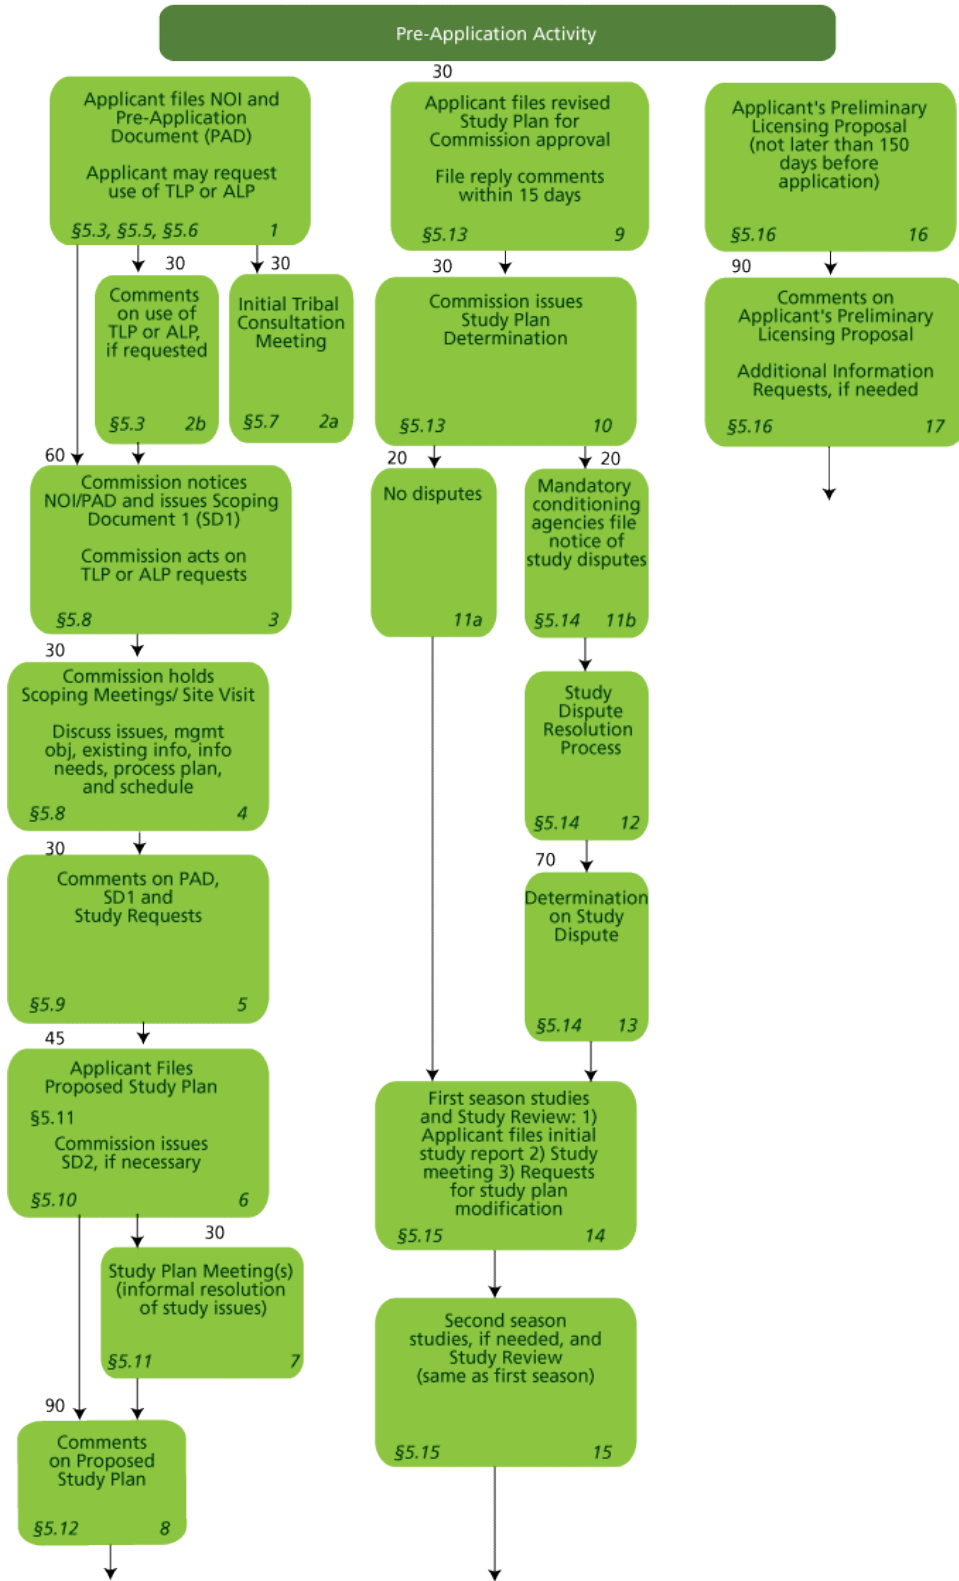 Pre-Application Activity
Applicant files NOI and
Pre-Application
Document (PAD)
Applicant may request
use of TLP or ALP
§5.3, §5.5, §5.6 1
30
Comments
on use of
TLP or ALP,
if requested
§5.3 2b
30
Initial Tribal
Consultation
Meeting
§5.7 2a
60
Commission notices
NOI/PAD and issues Scoping
Document 1 (SD1)
Commission acts on
TLP or ALP requests
§5.8 3
30
Commission holds
Scoping Meetings/ Site Visit
Discuss issues, mgmt
obj, existing info, info
needs, process plan,
and schedule
§5.8 4
30
Comments on PAD,
SD1 and
Study Requests
§5.9 5
45
Applicant Files
Proposed Study Plan
§5.11
Commission issues
SD2, if necessary
§5.10 6
30
Study Plan Meeting(s)
(informal resolution
of study issues)
§5.11 7
90
Comments
on Proposed
Study Plan
§5.12 8
30
Applicant files revised
Study Plan for
Commission approval
File reply comments
within 15 days
§5.13 9
30
Commission issues
Study Plan
Determination
§5.13 10
20
No disputes
11a
20
Mandatory
conditioning
agencies file
notice of
study disputes
§5.14 11b
Study
Dispute
Resolution
Process
§5.14 12
70
Determination
on Study
Dispute
§5.14 13
First season studies
and Study Review: 1)
Applicant files initial
study report 2) Study
meeting 3) Requests
for study plan
modification
§5.15 14
Second season
studies, if needed, and
Study Review
(same as first season)
§5.15 15
Applicant's Preliminary
Licensing Proposal
(not later than 150
days before
application)
§5.16 16
90
Comments on
Applicant's Preliminary
Licensing Proposal
Additional Information
Requests, if needed
§5.16 17